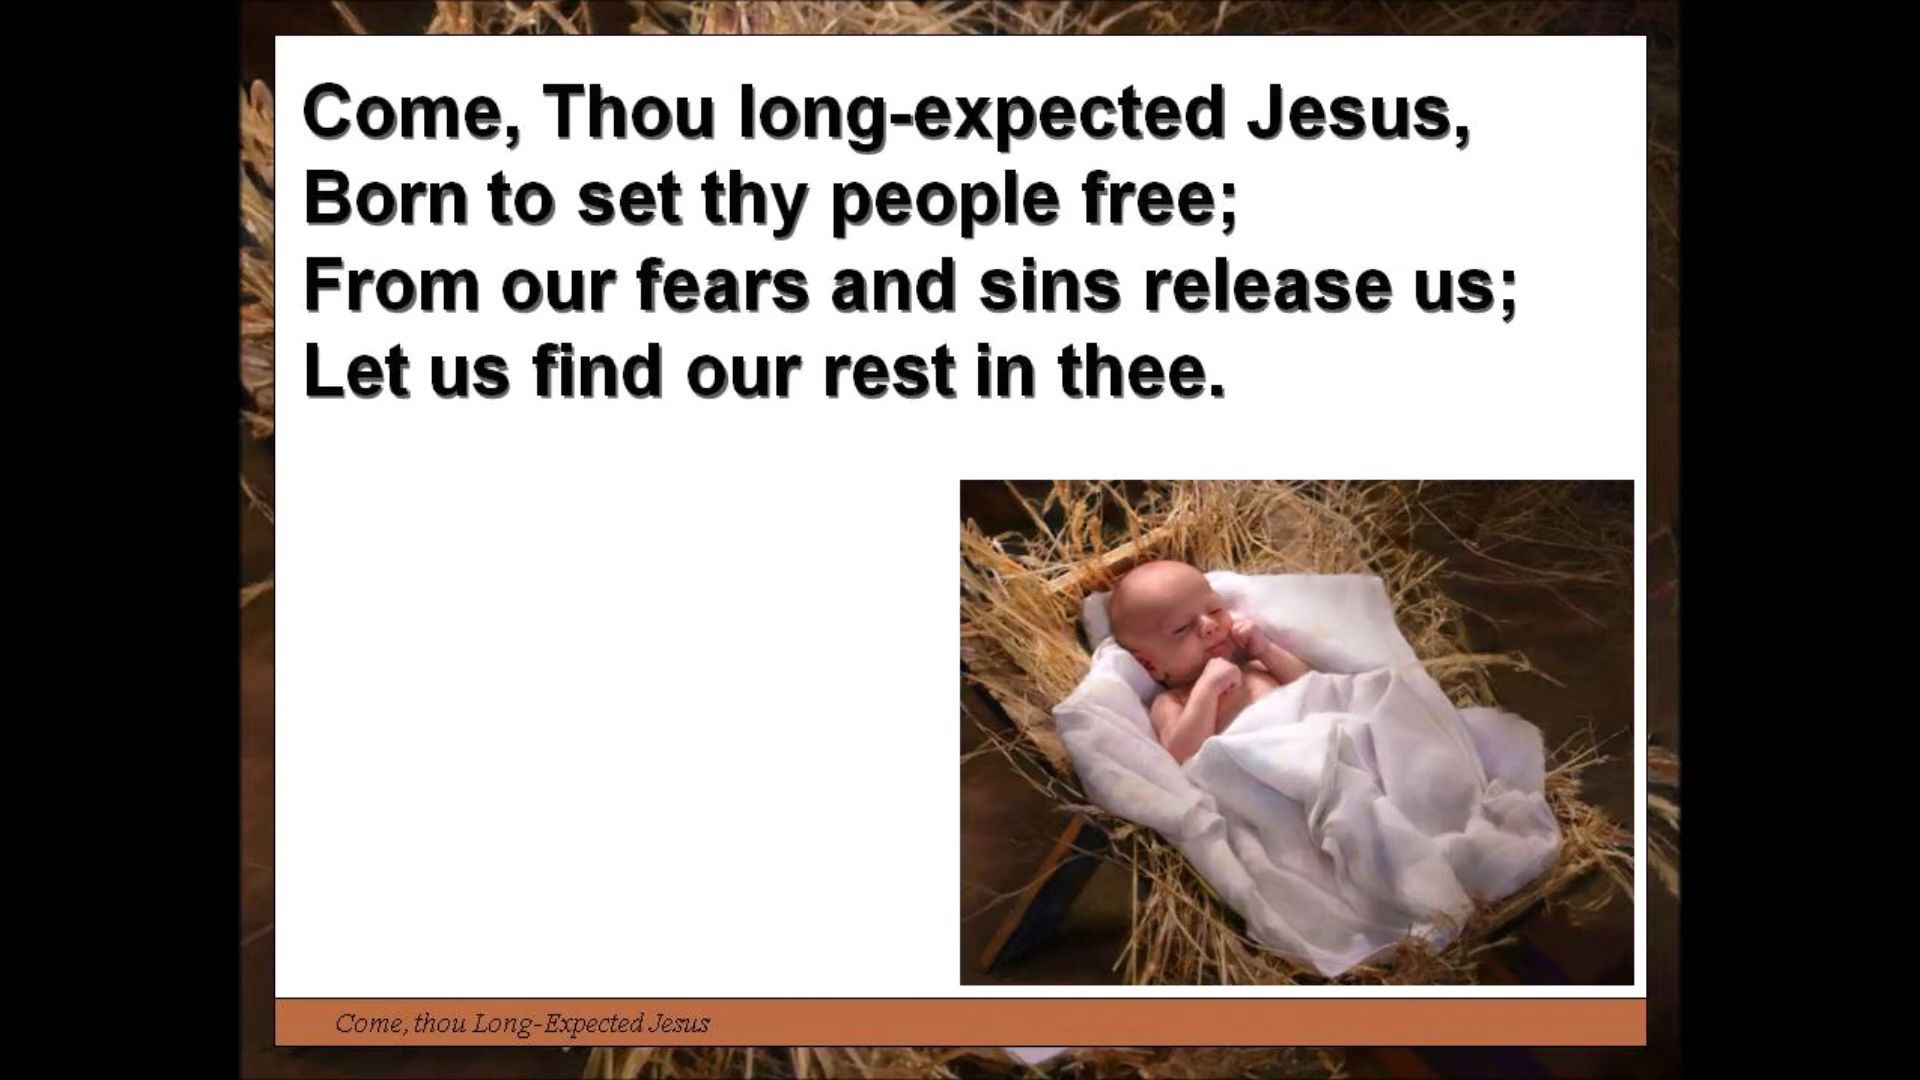 Come, Thou long-expected Jesus,
Born to set thy people free;
From our fears and sins release us;
Let us find our rest in thee.
Come, thou Long-Expected Jesus